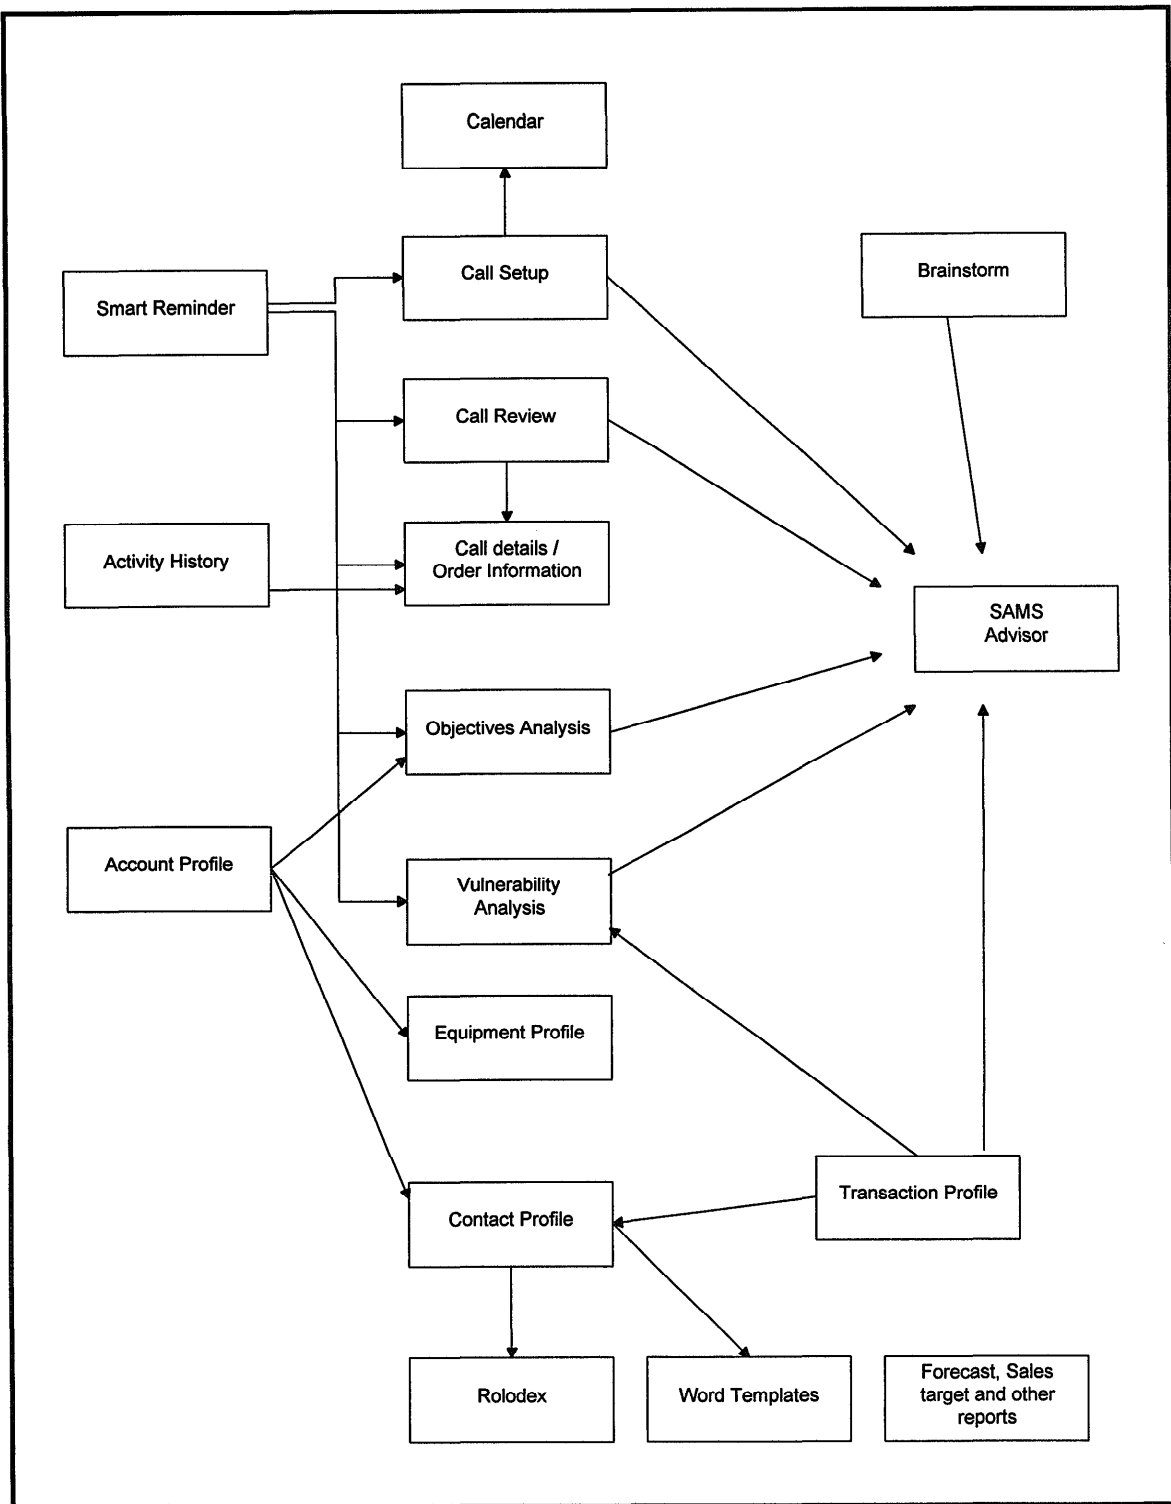 Calendar
Call Setup
Brainstorm
Smart Reminder
Call Review
Activity History
Call details /
Order Information
SAMS
Advisor
Objectives Analysis
Account Profile
Vulnerability
Analysis
Equipment Profile
Transaction Profile
Contact Profile
Rolodex
Word Templates
Forecast, Sales
target and other
reports